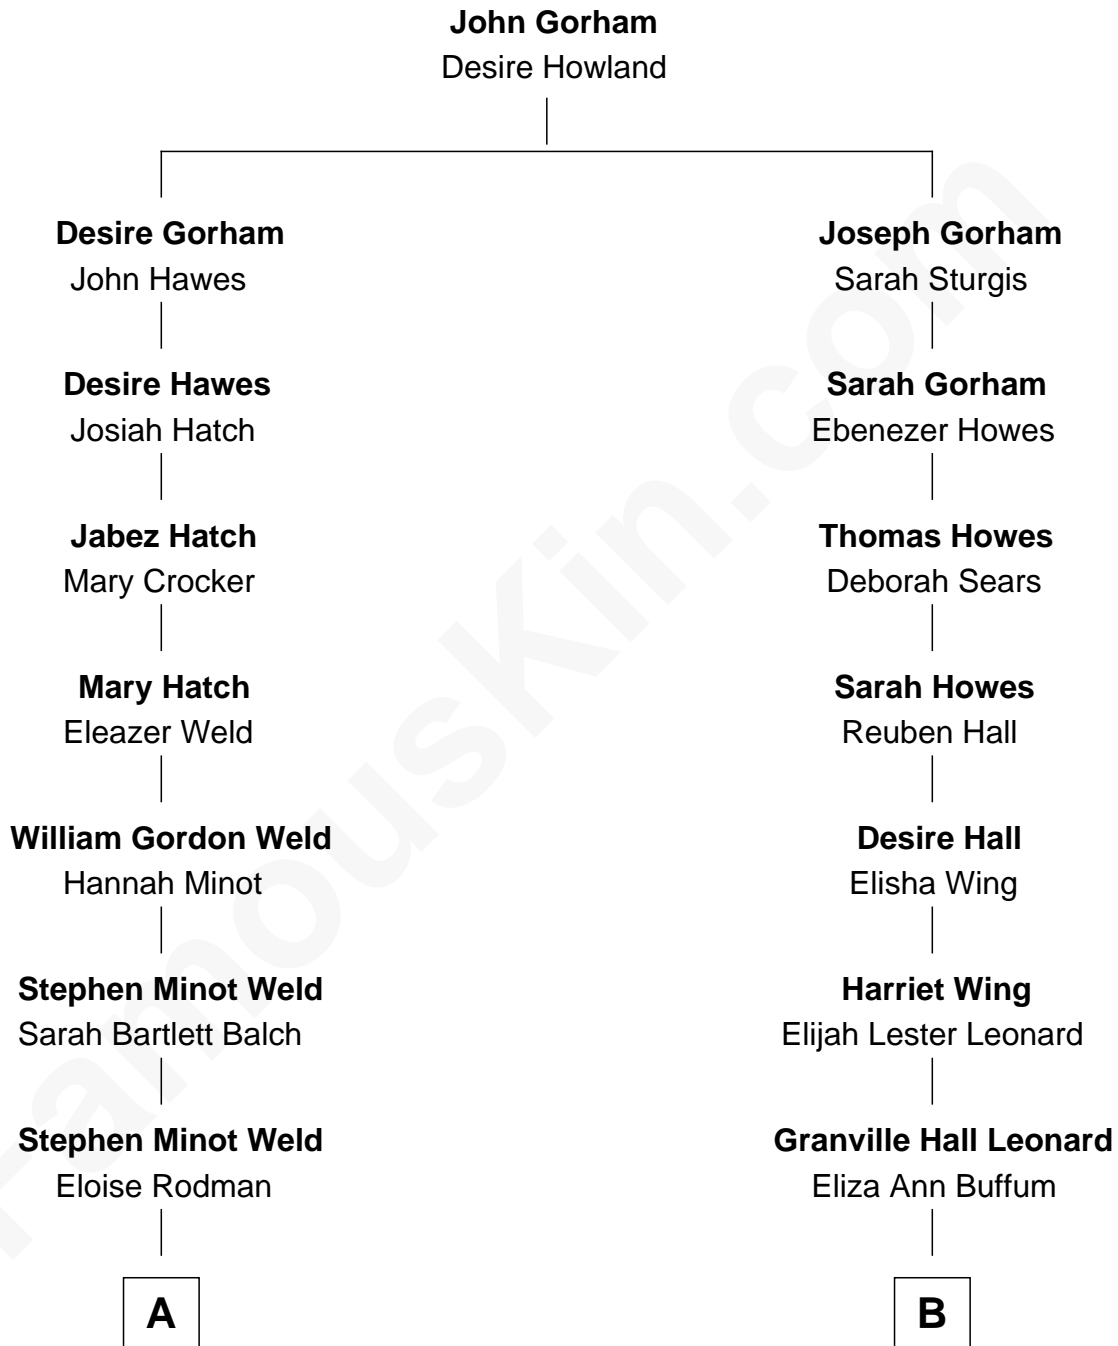 John Gorham
Desire Howland
Desire Gorham
John Hawes
Joseph Gorham
Sarah Sturgis
Desire Hawes
Josiah Hatch
Sarah Gorham
Ebenezer Howes
Jabez Hatch
Mary Crocker
Thomas Howes
Deborah Sears
Mary Hatch
Eleazer Weld
Sarah Howes
Reuben Hall
William Gordon Weld
Hannah Minot
Desire Hall
Elisha Wing
Stephen Minot Weld
Sarah Bartlett Balch
Harriet Wing
Elijah Lester Leonard
Stephen Minot Weld
Eloise Rodman
Granville Hall Leonard
Eliza Ann Buffum
A
B
FamousKin.com